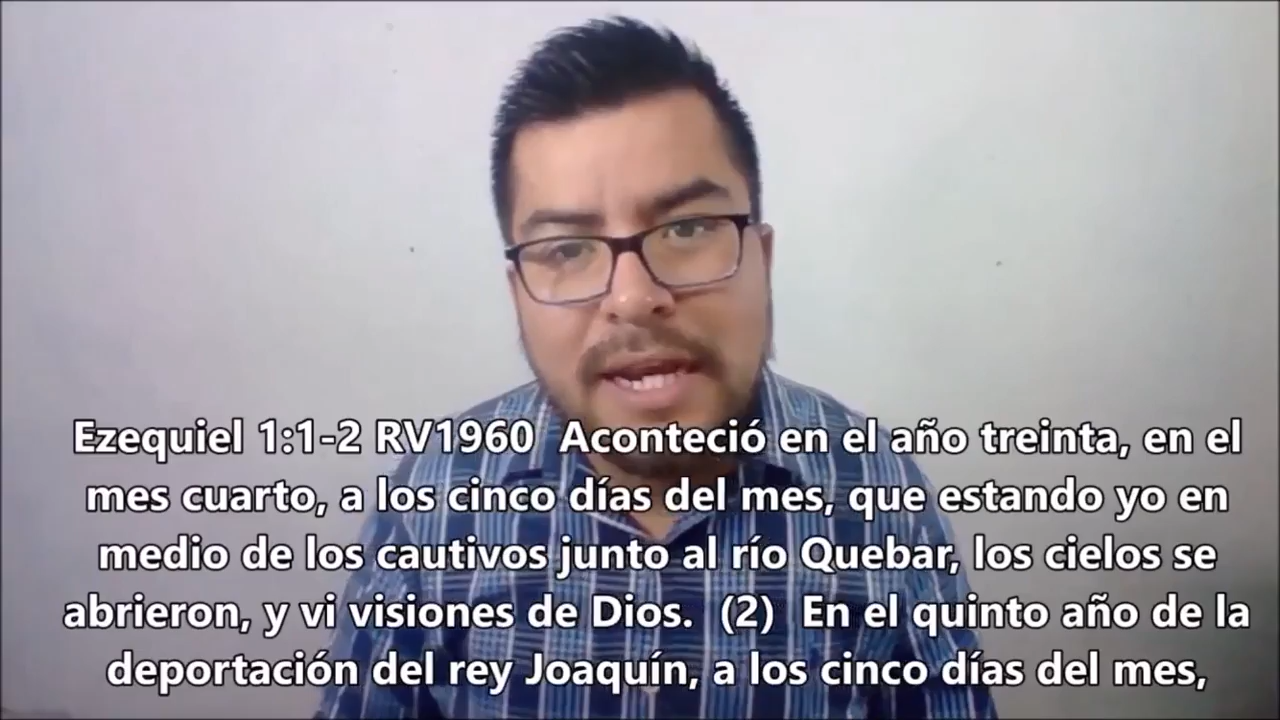 Ezequiel 1:1-2 RV1960  Aconteció en el año treinta, en el
mes cuarto, a los cinco días del mes, que estando yo en
medio de los cautivos junto al río Quebar, los cielos se
abrieron, y vi visiones de Dios.  (2)  En el quinto año de la
deportación del rey Joaquín, a los cinco días del mes,